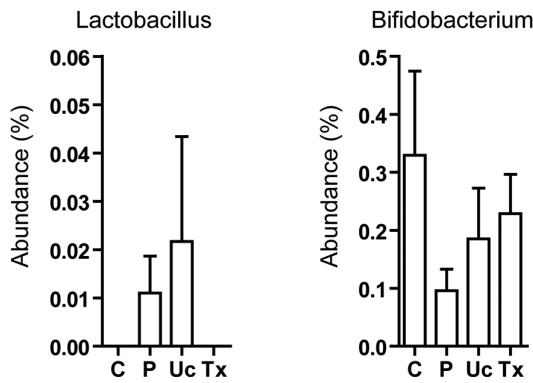 Lactobacillus
Abundance (%)
0.06
0.05
0.04
0.03
0.02
0.01
0.00
C P Uc Tx
Bifidobacterium
Abundance (%)
0.5
0.4
0.3
0.2
0.1
0.0
C P Uc Tx